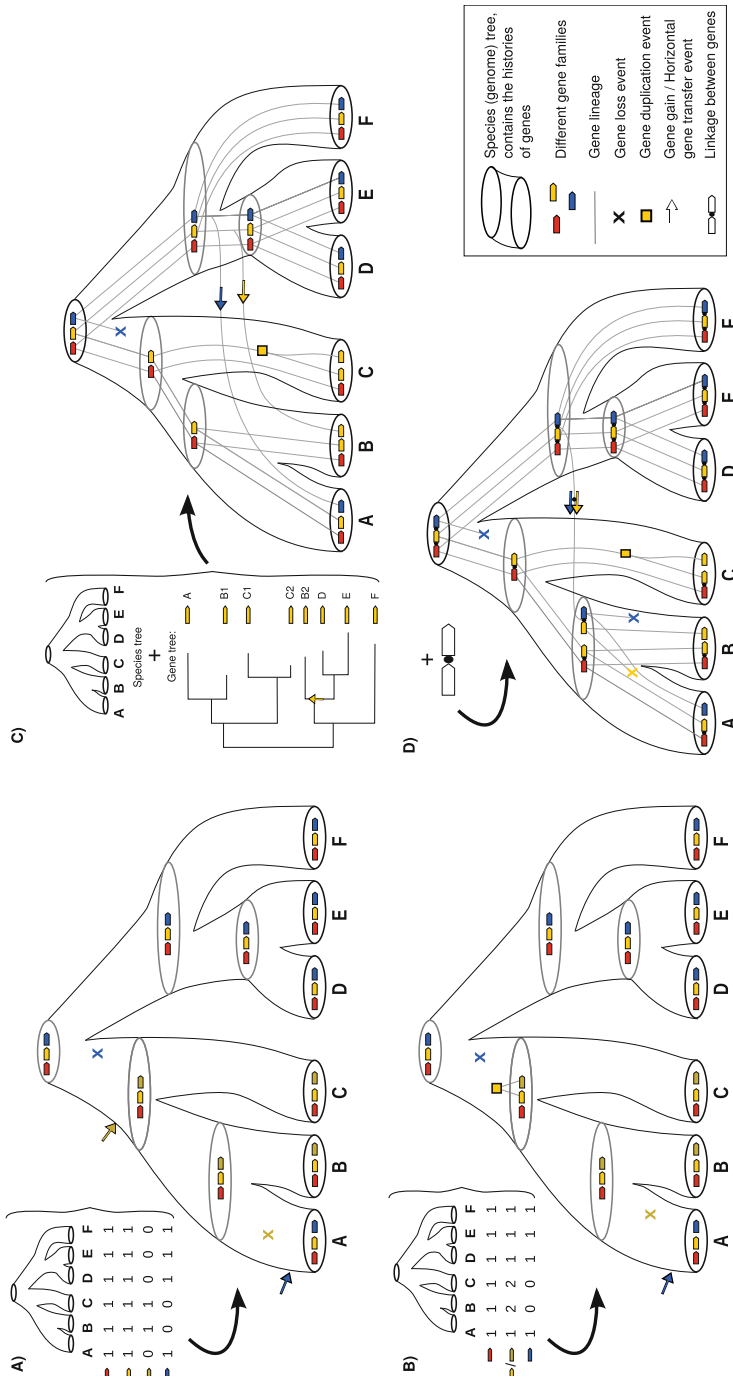 A)
A B C D E F
1 1 1 1 1 1
1 1 1 1 1 1
0 1 1 0 0 0
1 0 0 1 1 1
x
x
A B C D E F
B)
A B C D E F
1 1 1 1 1 1
/ 1 2 2 1 1 1
1 0 0 1 1 1
x
x
A B C D E F
C)
A B C D E F
Species tree
+
Gene tree:
A
B1
C1
C2
B2
D
E
F
x
A B C D E F
D)
+
x
x
x
A B C D E F
Species (genome) tree,
contains the histories
of genes
Different gene families
Gene lineage
x Gene loss event
Gene duplication event
Gene gain / Horizontal
gene transfer event
Linkage between genes